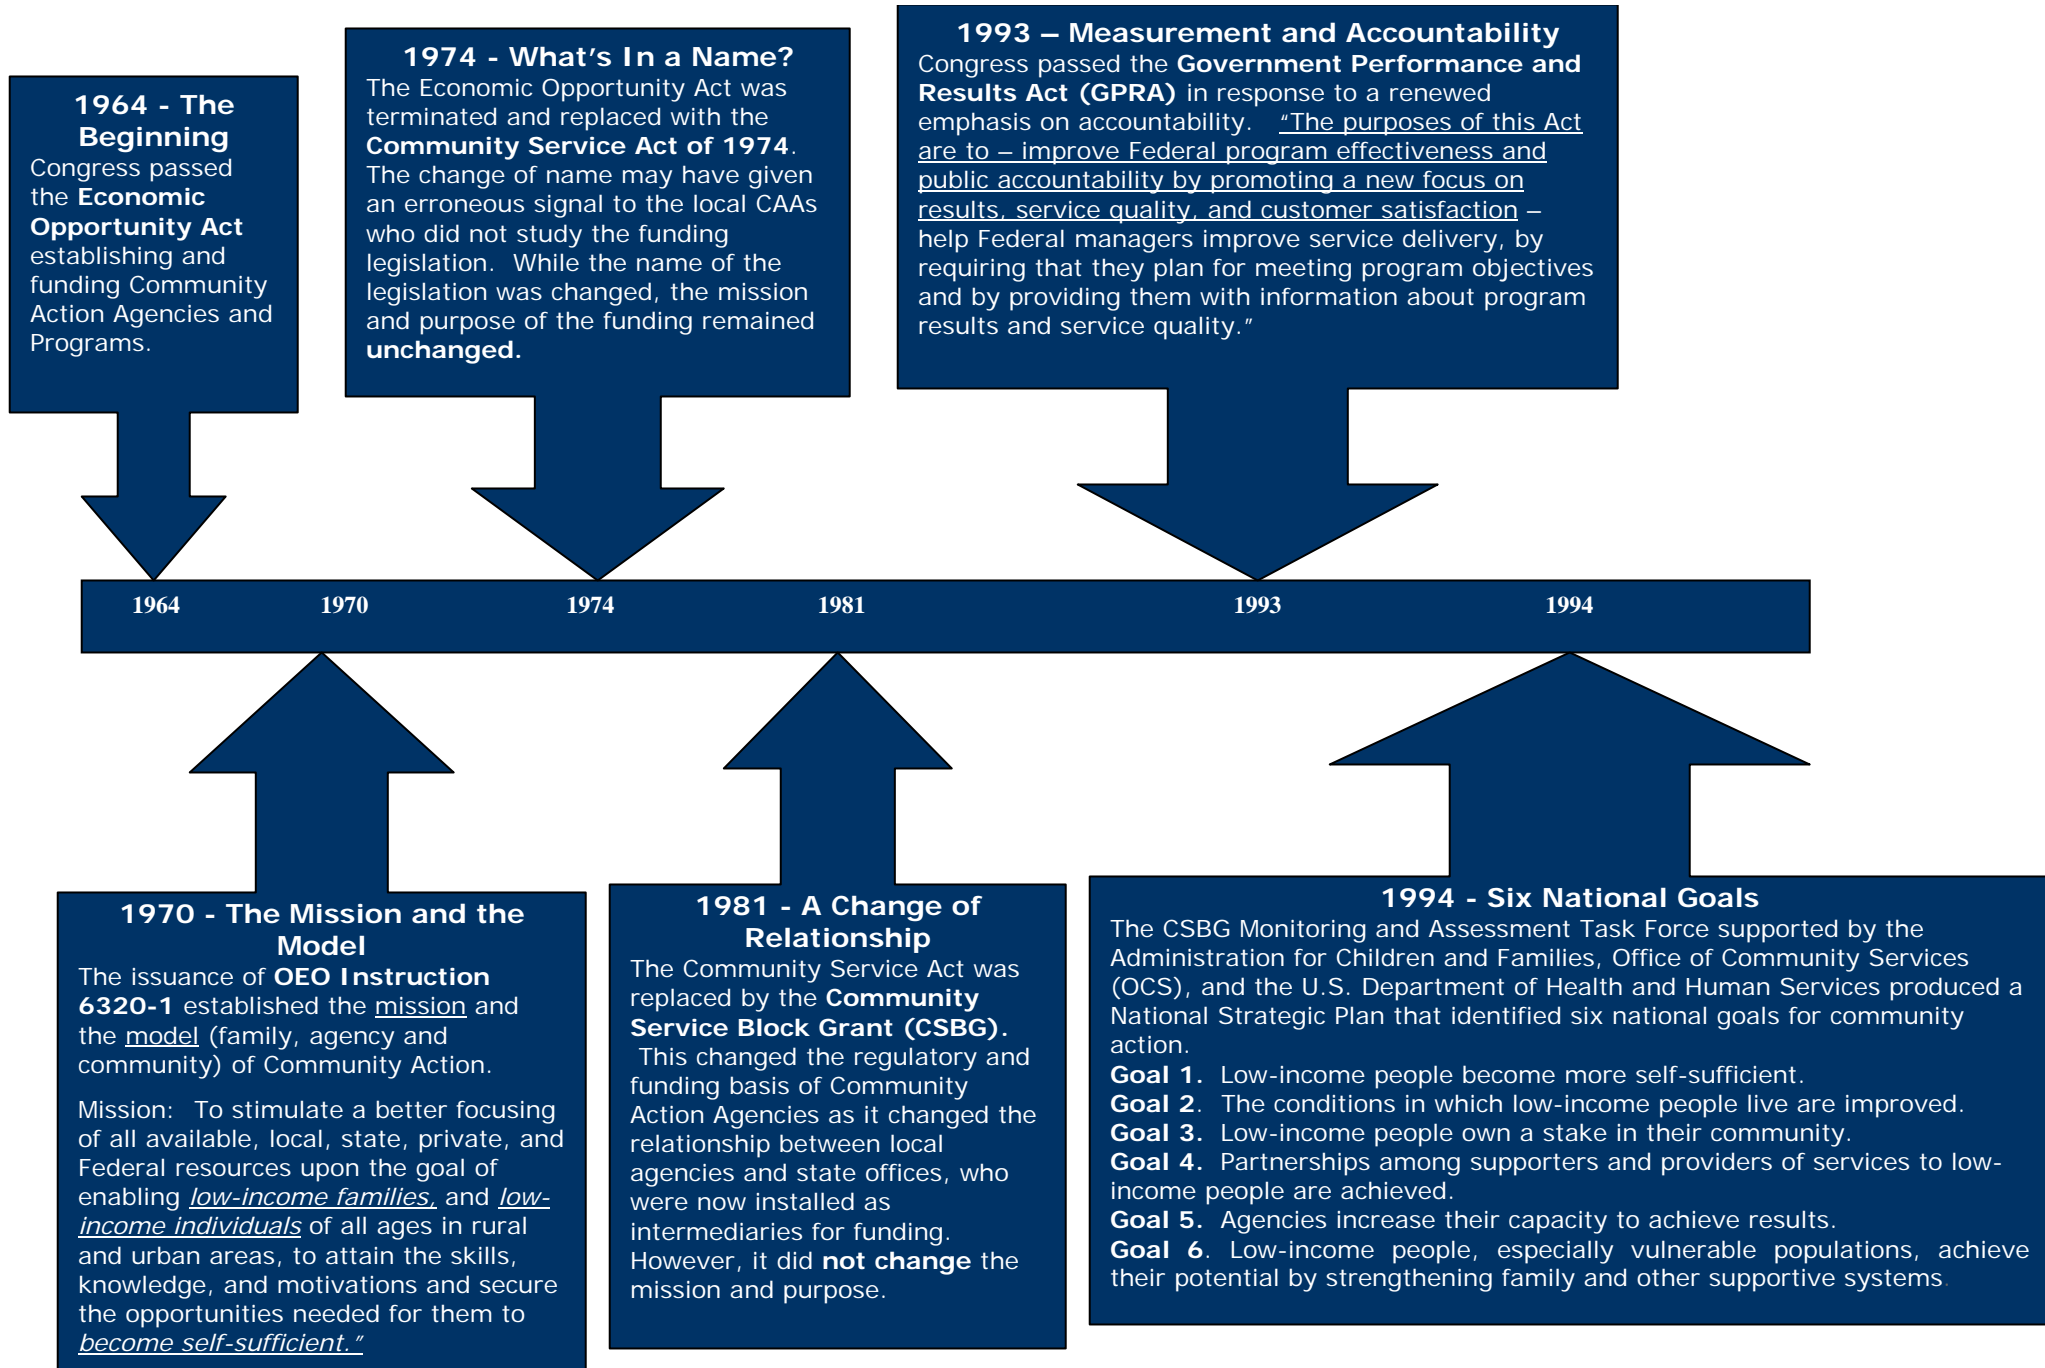 1964 - The
Beginning
Congress passed
the Economic
Opportunity Act
establishing and
funding Community
Action Agencies and
Programs.
1974 - What's In a Name?
The Economic Opportunity Act was
terminated and replaced with the
Community Service Act of 1974.
The change of name may have given
an erroneous signal to the local CAAs
who did not study the funding
legislation. While the name of the
legislation was changed, the mission
and purpose of the funding remained
unchanged.
1993 – Measurement and Accountability
Congress passed the Government Performance and
Results Act (GPRA) in response to a renewed
emphasis on accountability. "The purposes of this Act
are to – improve Federal program effectiveness and
public accountability by promoting a new focus on
results, service quality, and customer satisfaction –
help Federal managers improve service delivery, by
requiring that they plan for meeting program objectives
and by providing them with information about program
results and service quality."
1964 1970 1974 1981 1993 1994
1970 - The Mission and the
Model
The issuance of OEO Instruction
6320-1 established the mission and
the model (family, agency and
community) of Community Action.
Mission: To stimulate a better focusing
of all available, local, state, private, and
Federal resources upon the goal of
enabling low-income families, and low-
income individuals of all ages in rural
and urban areas, to attain the skills,
knowledge, and motivations and secure
the opportunities needed for them to
become self-sufficient."
1981 - A Change of
Relationship
The Community Service Act was
replaced by the Community
Service Block Grant (CSBG).
This changed the regulatory and
funding basis of Community
Action Agencies as it changed the
relationship between local
agencies and state offices, who
were now installed as
intermediaries for funding.
However, it did not change the
mission and purpose.
1994 - Six National Goals
The CSBG Monitoring and Assessment Task Force supported by the
Administration for Children and Families, Office of Community Services
(OCS), and the U.S. Department of Health and Human Services produced a
National Strategic Plan that identified six national goals for community
action.
Goal 1. Low-income people become more self-sufficient.
Goal 2. The conditions in which low-income people live are improved.
Goal 3. Low-income people own a stake in their community.
Goal 4. Partnerships among supporters and providers of services to low-
income people are achieved.
Goal 5. Agencies increase their capacity to achieve results.
Goal 6. Low-income people, especially vulnerable populations, achieve
their potential by strengthening family and other supportive systems.